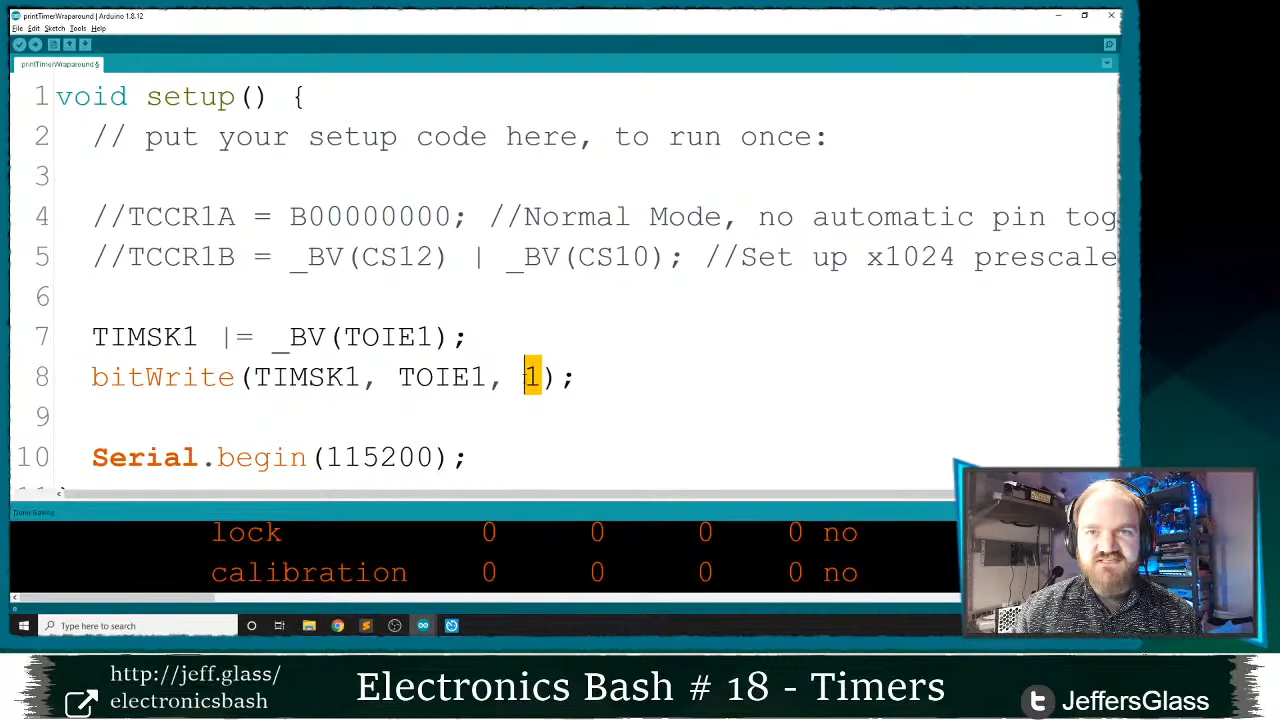 printTimerWraparound | Arduino 1.8.12
File Edit Sketch Tools Help
printTimerWraparound §
1 void setup() {
2 // put your setup code here, to run once:
3
4 //TCCR1A = B00000000; //Normal Mode, no automatic pin tog
5 //TCCR1B = _BV(CS12) | _BV(CS10); //Set up x1024 prescale
6
7 TIMSK1 |= _BV(TOIE1);
8 bitWrite(TIMSK1, TOIE1, 1);
9
10 Serial.begin(115200);
Done Saving.
lock 0 0 0 0 no
calibration 0 0 0 0 no
Type here to search
http://jeff.glass/
electronicsbash
Electronics Bash # 18 - Timers
JeffersGlass